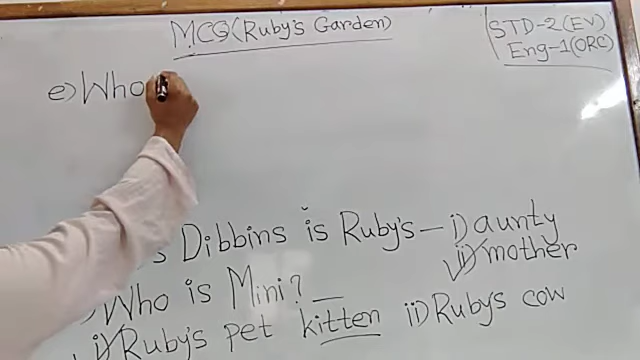 MCQ(Ruby's Garden)
STD-2(EV)
Eng-1(ORC)
e) Who
s Dibbins is Ruby's – i) aunty
ii) mother
) Who is Mini? _
i) Ruby's pet kitten ii) Ruby's cow